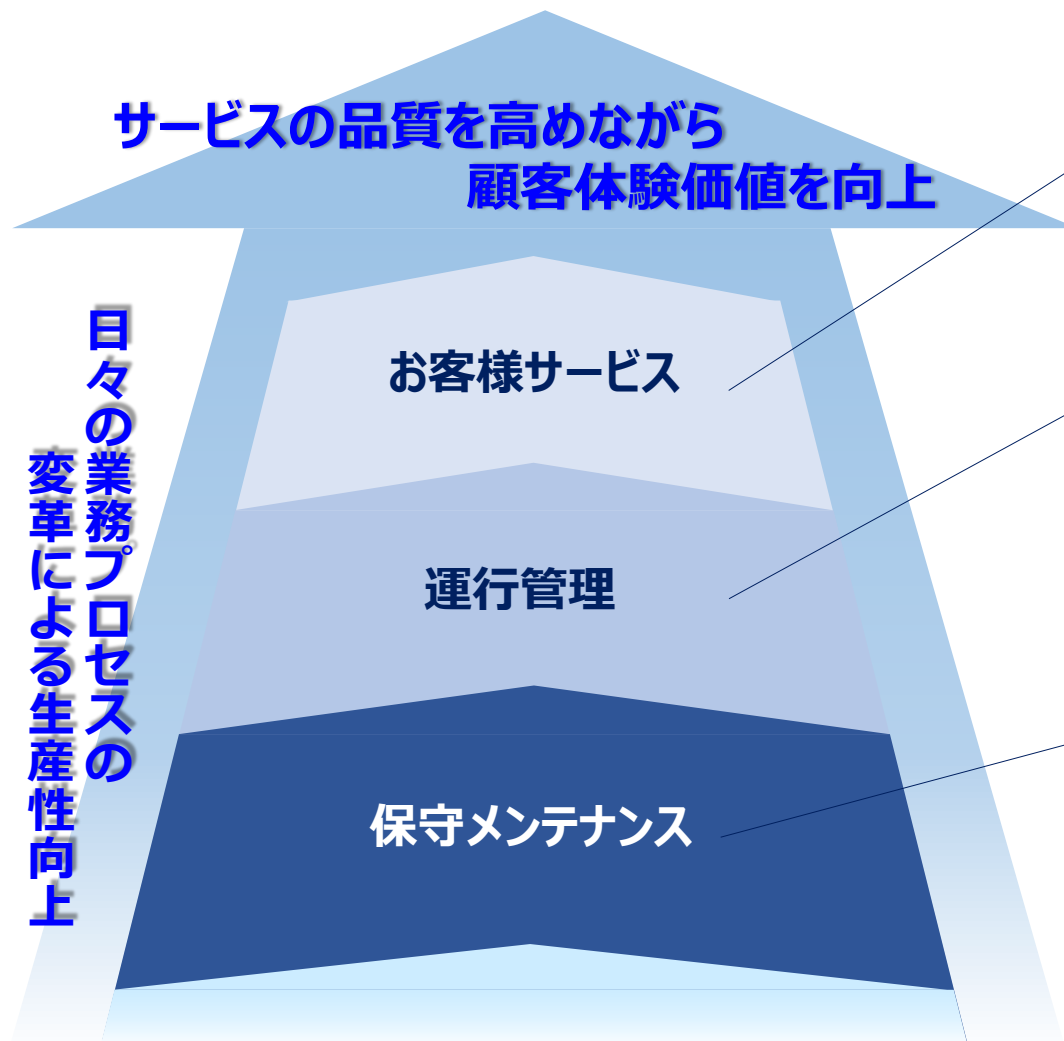 サービスの品質を高めながら
顧客体験価値を向上
日々の業務プロセスの
変革による生産性向上
お客様サービス
運行管理
保守メンテナンス